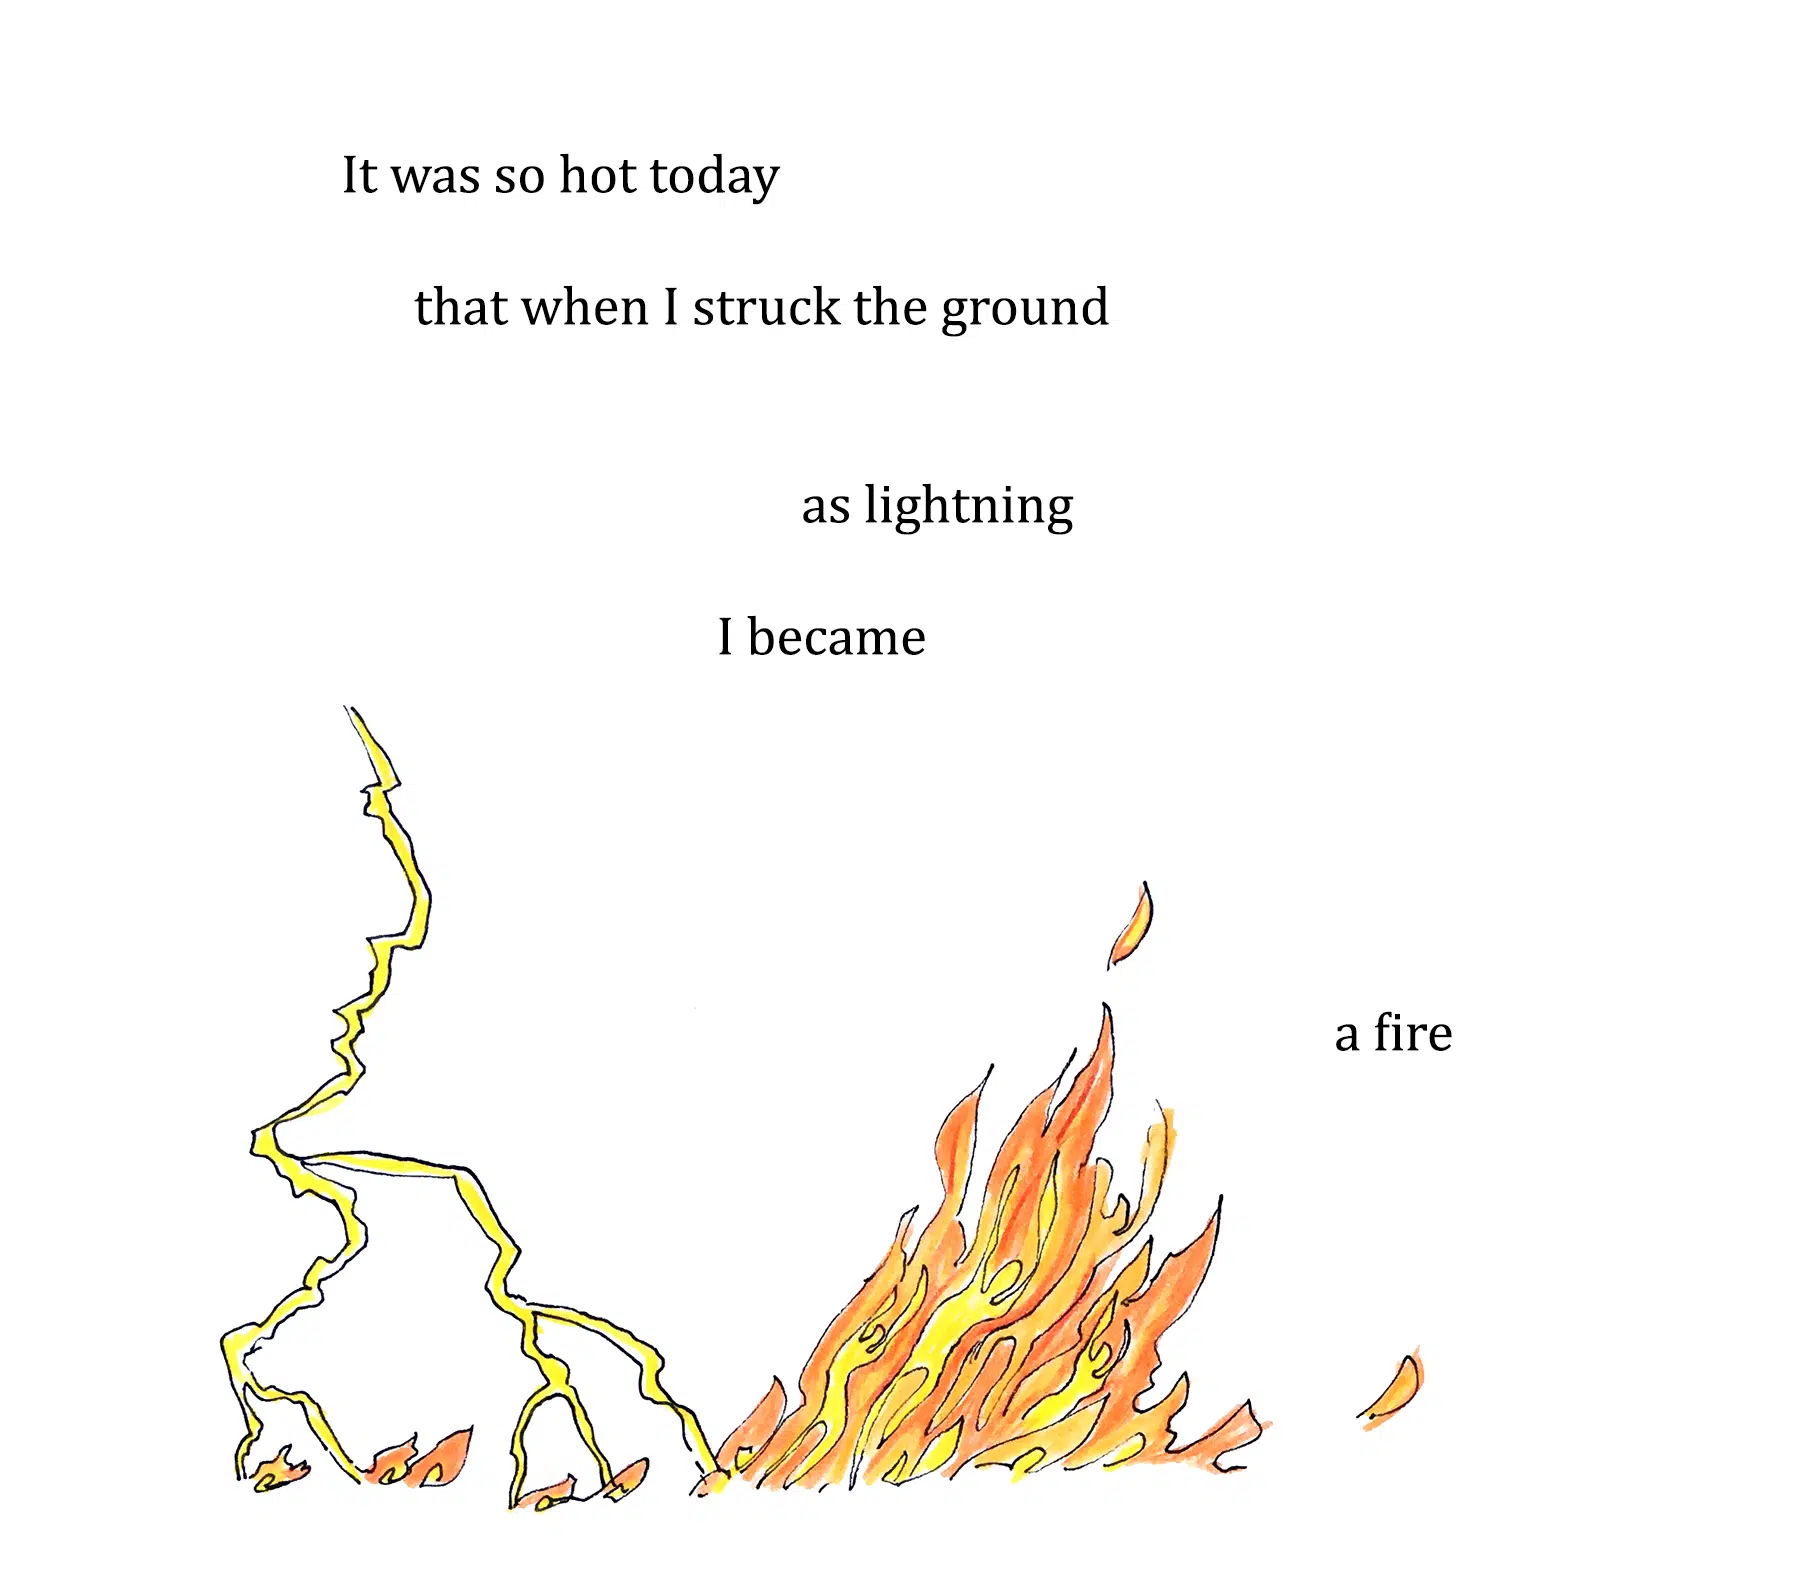 It was so hot today
that when I struck the ground
as lightning
I became
a fire